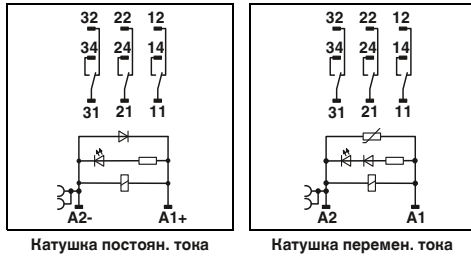 32 22 12
34 24 14
31 21 11
A2- A1+
Катушка постоян. тока
32 22 12
34 24 14
31 21 11
A2 A1
Катушка перемен. тока